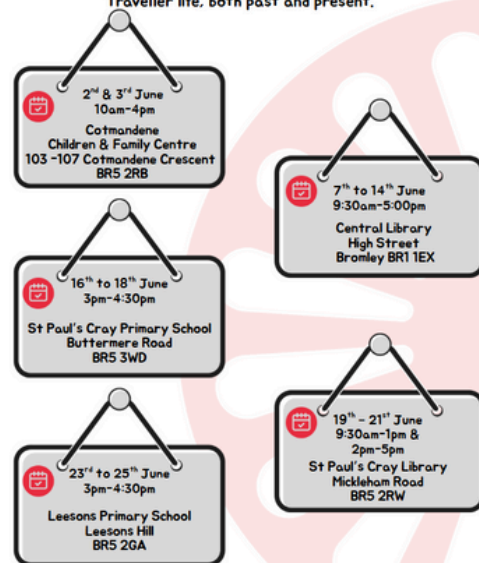 Traveller life, both past and present.
2nd & 3rd June
10am-4pm
Cotmandene
Children & Family Centre
103 -107 Cotmandene Crescent
BR5 2RB
7th to 14th June
9:30am-5:00pm
Central Library
High Street
Bromley BR1 1EX
16th to 18th June
3pm-4:30pm
St Paul's Cray Primary School
Buttermere Road
BR5 3WD
19th - 21st June
9:30am-1pm &
2pm-5pm
St Paul's Cray Library
Mickleham Road
BR5 2RW
23rd to 25th June
3pm-4:30pm
Leesons Primary School
Leesons Hill
BR5 2GA